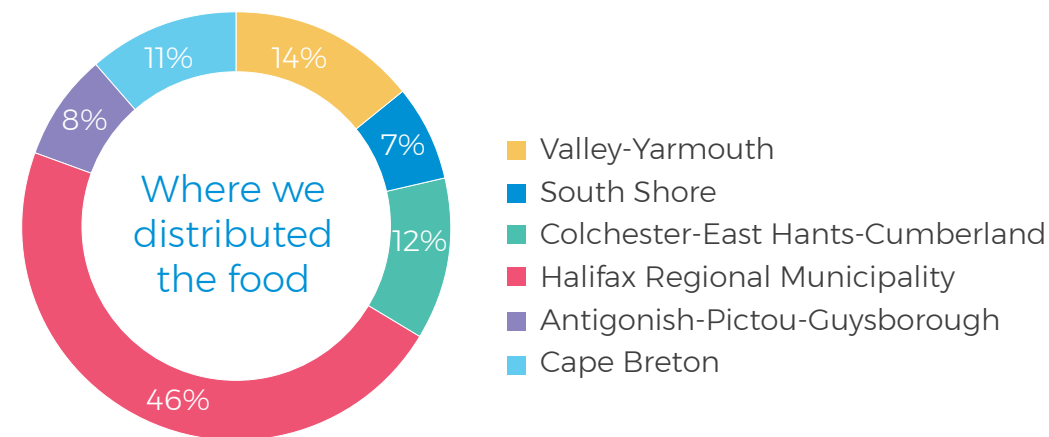 11%
14%
8%
7%
12%
46%
Where we
distributed
the food
Valley-Yarmouth
South Shore
Colchester-East Hants-Cumberland
Halifax Regional Municipality
Antigonish-Pictou-Guysborough
Cape Breton